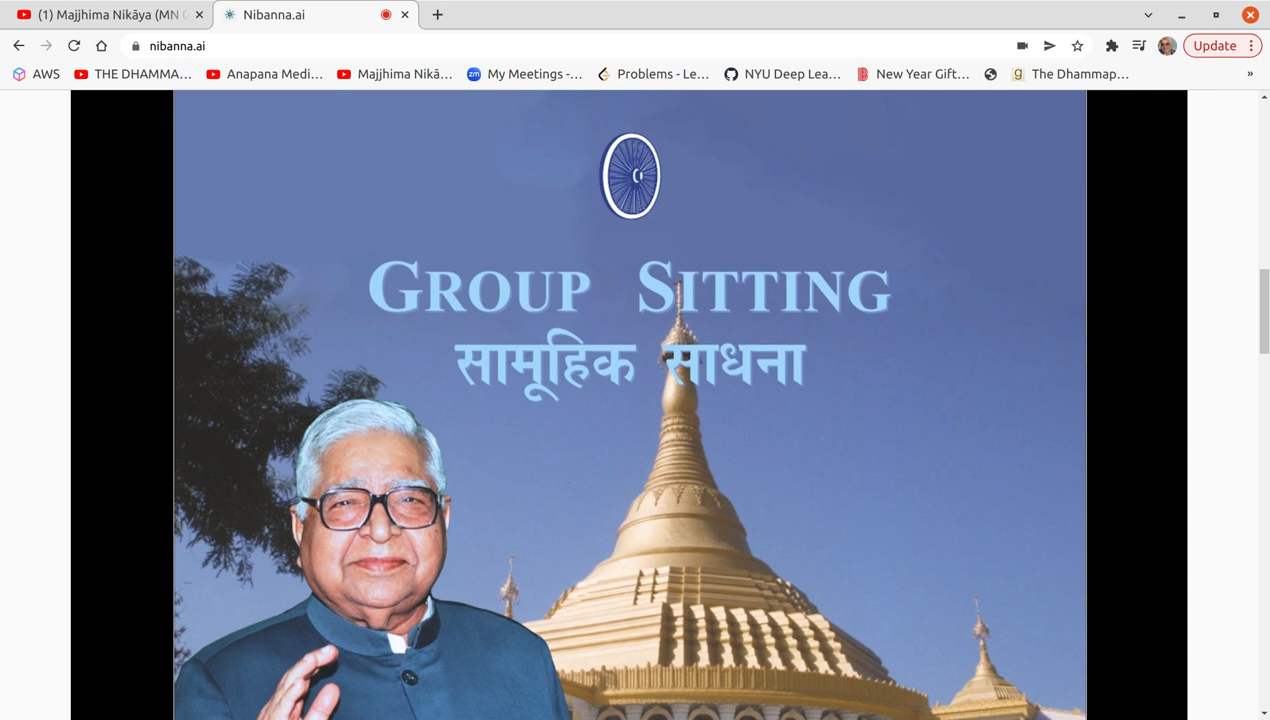 (1) Majjhima Nikāya (MN
Nibanna.ai
nibanna.ai
Update
AWS
THE DHAMMA...
Anapana Medi...
Majjhima Nikā...
My Meetings -...
Problems - Le...
NYU Deep Lea...
New Year Gift...
The Dhammap...
GROUP SITTING
सामूहिक साधना